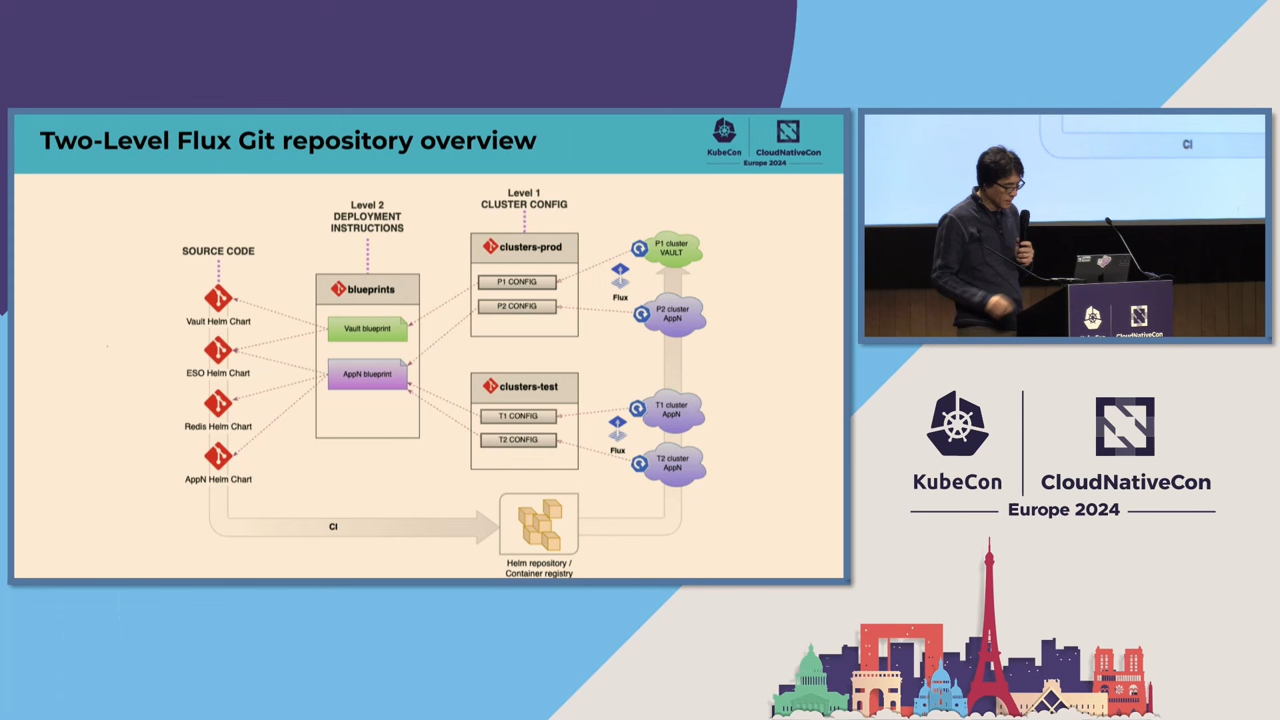 Two-Level Flux Git repository overview
KubeCon
CloudNativeCon
Europe 2024
SOURCE CODE
Vault Helm Chart
ESO Helm Chart
Redis Helm Chart
AppN Helm Chart
Level 2
DEPLOYMENT
INSTRUCTIONS
blueprints
Vault blueprint
AppN blueprint
Level 1
CLUSTER CONFIG
clusters-prod
P1 CONFIG
P2 CONFIG
clusters-test
T1 CONFIG
T2 CONFIG
Flux
P1 cluster
VAULT
P2 cluster
AppN
Flux
T1 cluster
AppN
T2 cluster
AppN
CI
Helm repository /
Container registry
CI
KubeCon
CloudNativeCon
Europe 2024